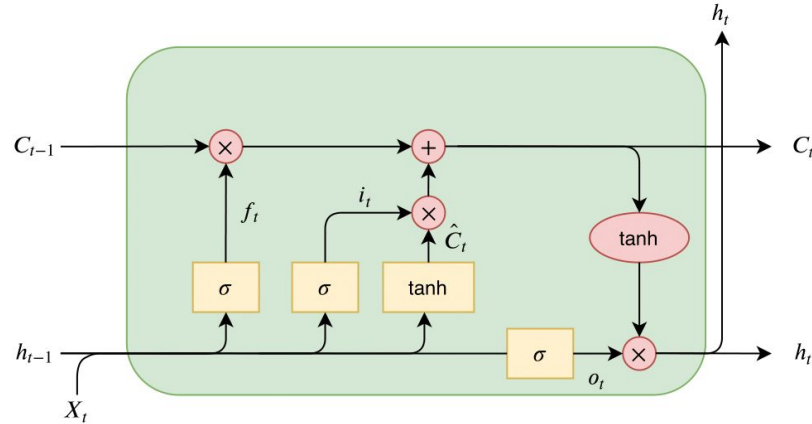 h_t
C_{t-1} × + C_t
f_t i_t ×
Ĉ_t tanh
σ σ tanh
h_{t-1} σ × h_t
o_t
X_t